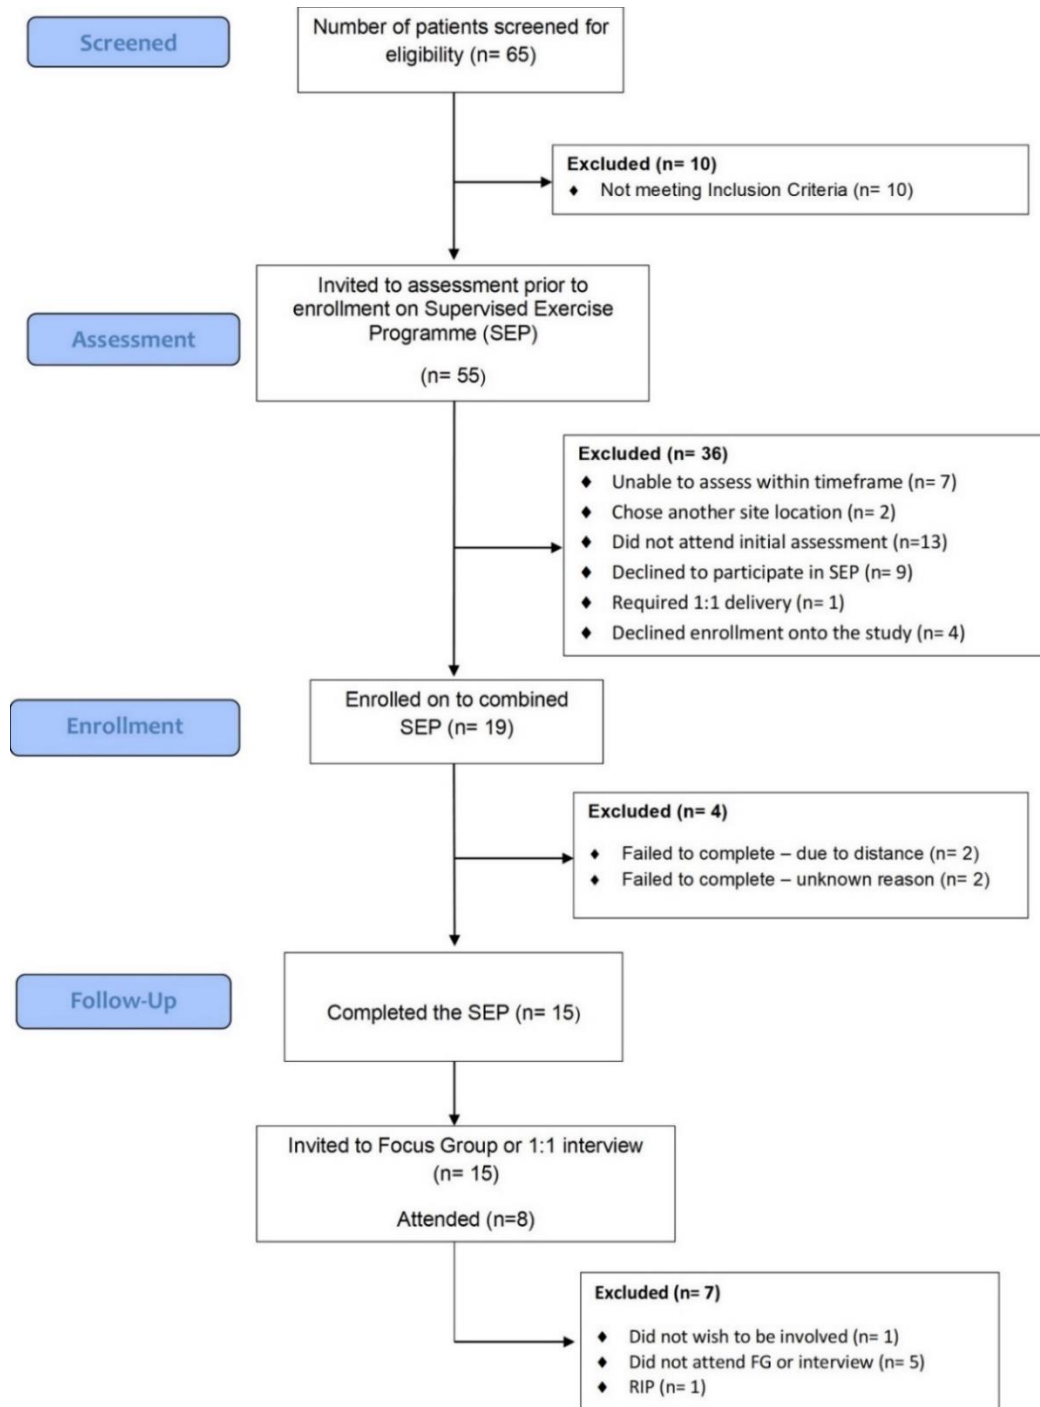 Screened
Number of patients screened for
eligibility (n= 65)
Excluded (n= 10)
♦ Not meeting Inclusion Criteria (n= 10)
Assessment
Invited to assessment prior to
enrollment on Supervised Exercise
Programme (SEP)
(n= 55)
Excluded (n= 36)
♦ Unable to assess within timeframe (n= 7)
♦ Chose another site location (n= 2)
♦ Did not attend initial assessment (n=13)
♦ Declined to participate in SEP (n= 9)
♦ Required 1:1 delivery (n= 1)
♦ Declined enrollment onto the study (n= 4)
Enrollment
Enrolled on to combined
SEP (n= 19)
Excluded (n= 4)
♦ Failed to complete – due to distance (n= 2)
♦ Failed to complete – unknown reason (n= 2)
Follow-Up
Completed the SEP (n= 15)
Invited to Focus Group or 1:1 interview
(n= 15)
Attended (n=8)
Excluded (n= 7)
♦ Did not wish to be involved (n= 1)
♦ Did not attend FG or interview (n= 5)
♦ RIP (n= 1)